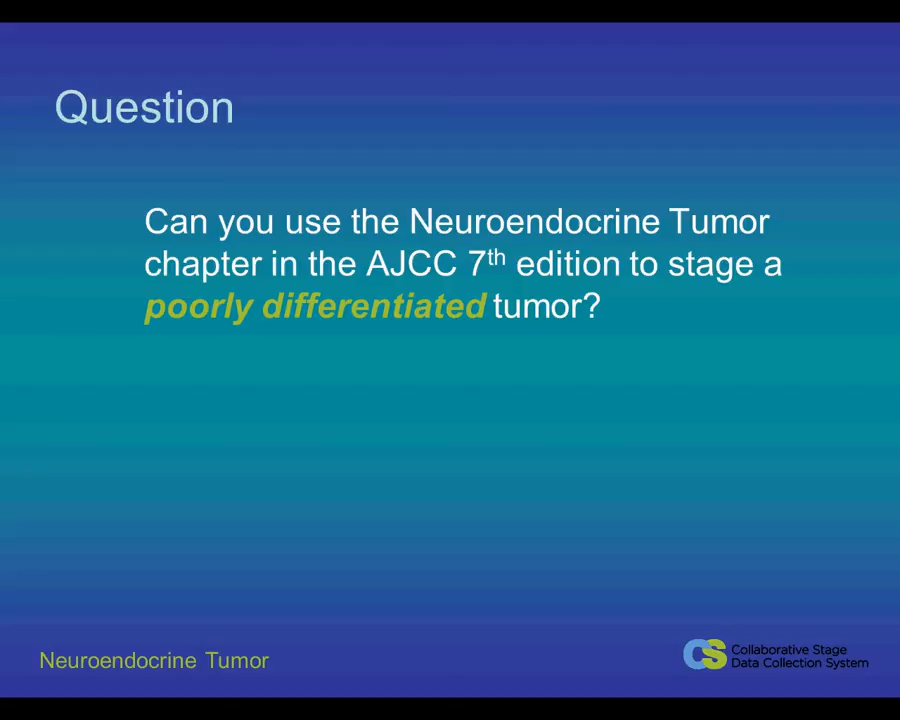 Question
Can you use the Neuroendocrine Tumor
chapter in the AJCC 7th edition to stage a
poorly differentiated tumor?
Neuroendocrine Tumor
CS Collaborative Stage
Data Collection System